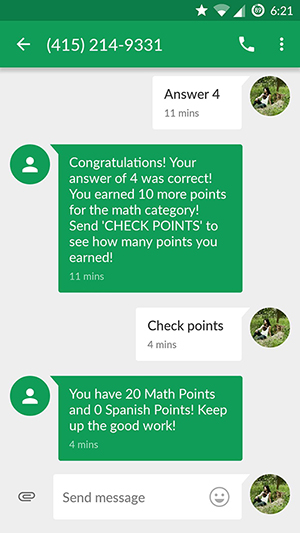 89 6:21
(415) 214-9331
Answer 4
11 mins
Congratulations! Your
answer of 4 was correct!
You earned 10 more points
for the math category!
Send 'CHECK POINTS' to
see how many points you
earned!
11 mins
Check points
4 mins
You have 20 Math Points
and 0 Spanish Points! Keep
up the good work!
4 mins
Send message